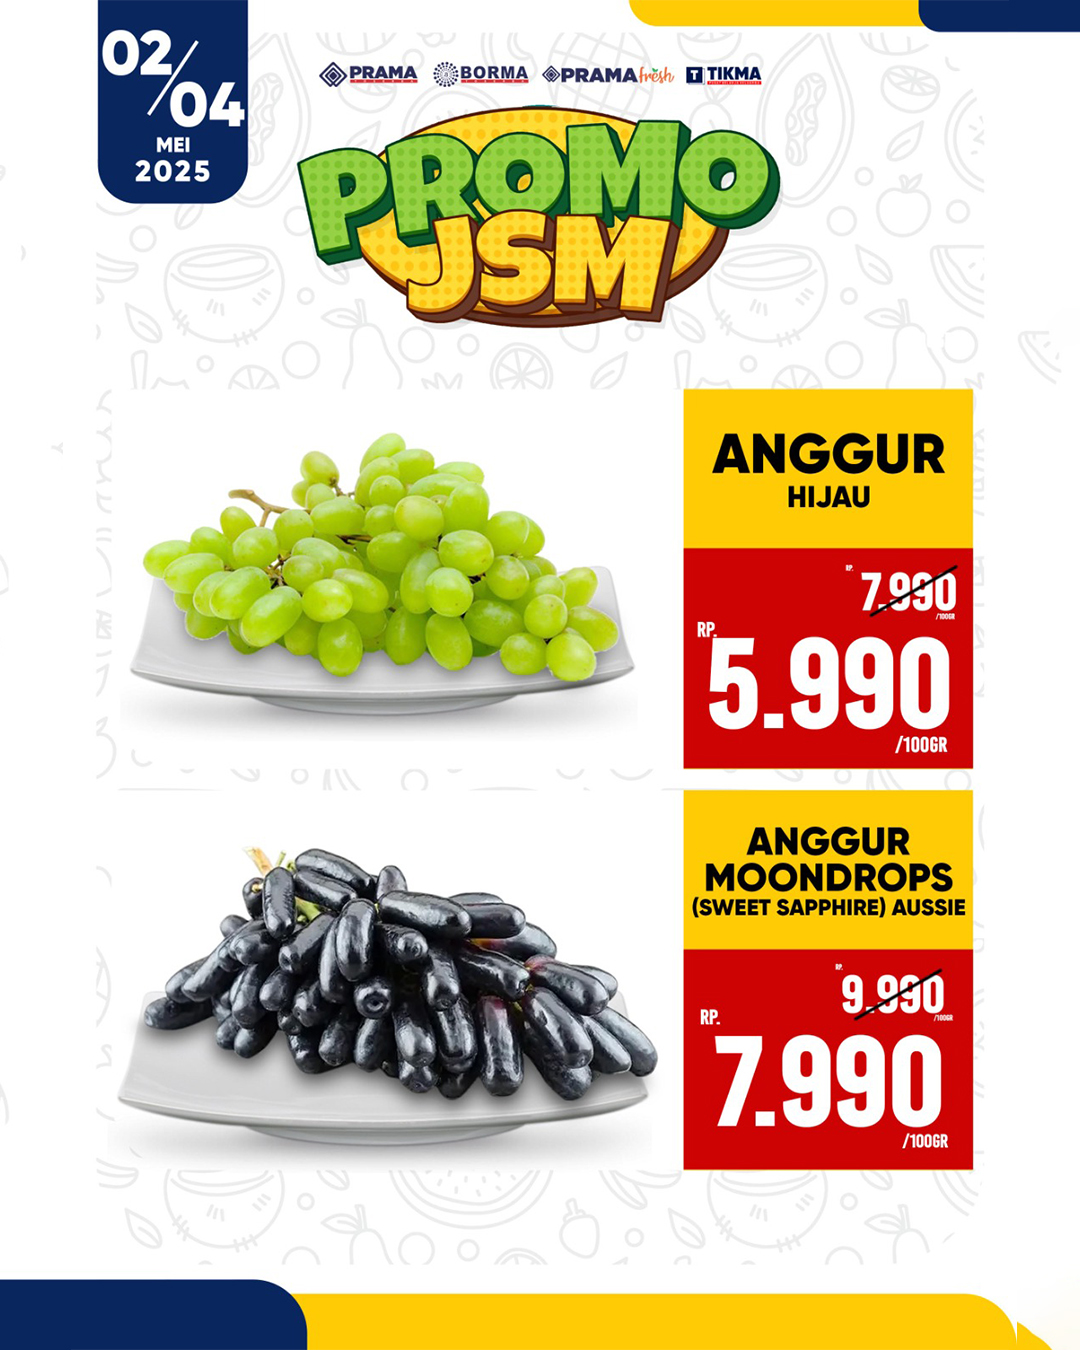 02/04
MEI
2025
PRAMA
BORMA
PRAMA fresh
TIKMA
PROMO
JSM
ANGGUR
HIJAU
RP. 7.990
/100GR
RP. 5.990
/100GR
ANGGUR
MOONDROPS
(SWEET SAPPHIRE) AUSSIE
RP. 9.990
/100GR
RP. 7.990
/100GR